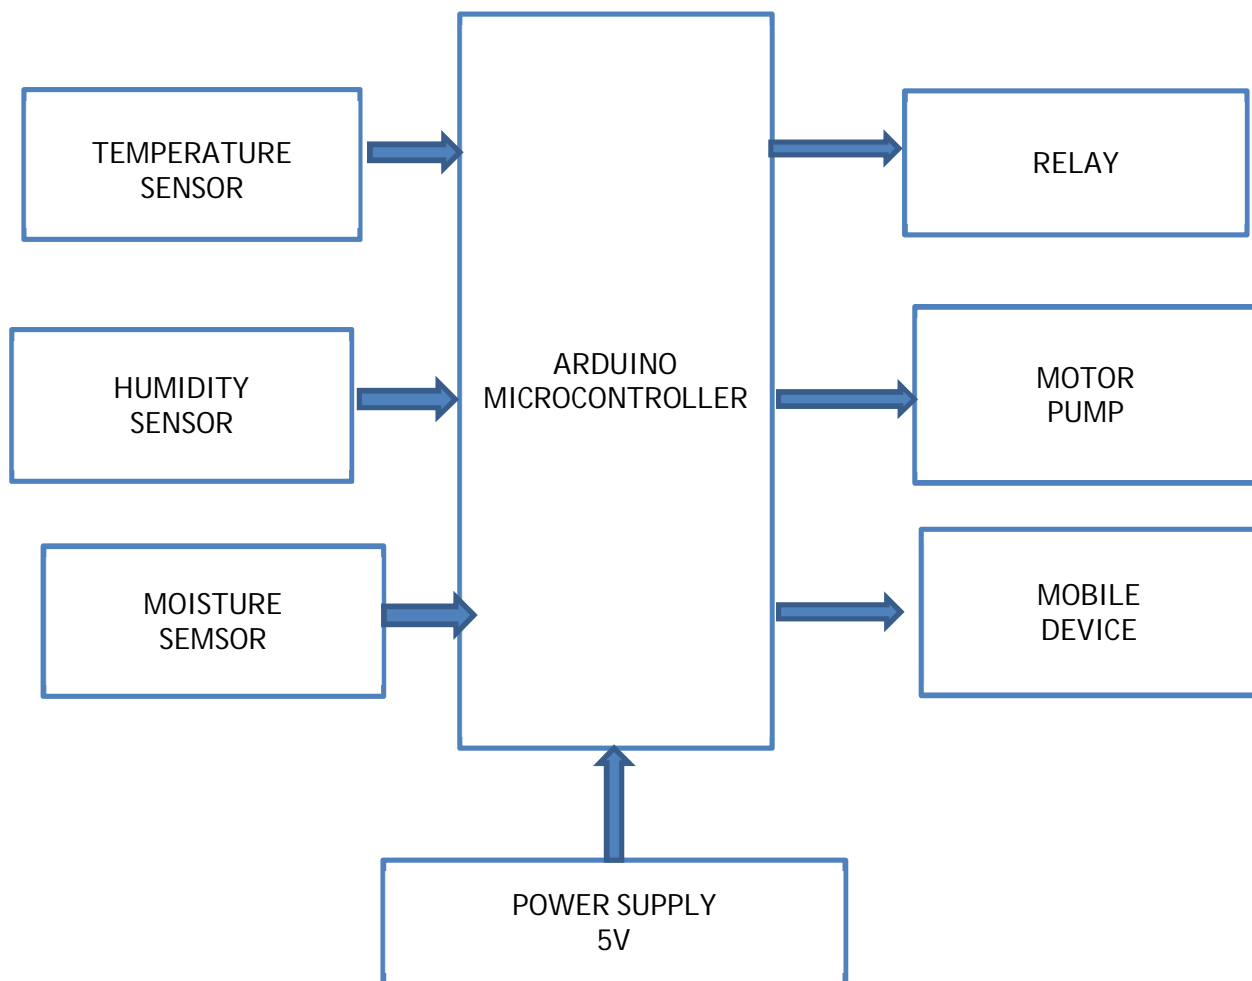 TEMPERATURE
SENSOR
HUMIDITY
SENSOR
MOISTURE
SEMSOR
ARDUINO
MICROCONTROLLER
RELAY
MOTOR
PUMP
MOBILE
DEVICE
POWER SUPPLY
5V